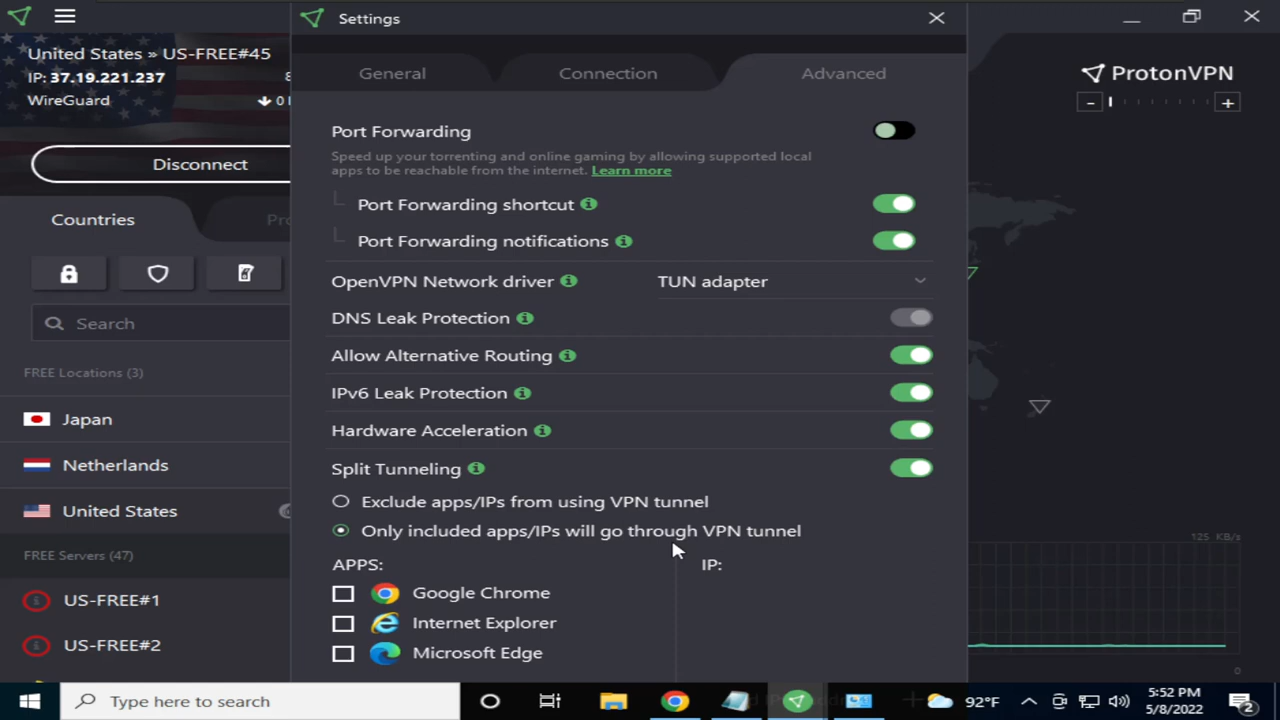 Settings
United States » US-FREE#45
IP: 37.19.221.237
WireGuard
Disconnect
Countries
Search
FREE Locations (3)
Japan
Netherlands
United States
FREE Servers (47)
US-FREE#1
US-FREE#2
General
Connection
Advanced
Port Forwarding
Speed up your torrenting and online gaming by allowing supported local
apps to be reachable from the internet. Learn more
Port Forwarding shortcut
Port Forwarding notifications
OpenVPN Network driver
TUN adapter
DNS Leak Protection
Allow Alternative Routing
IPv6 Leak Protection
Hardware Acceleration
Split Tunneling
Exclude apps/IPs from using VPN tunnel
Only included apps/IPs will go through VPN tunnel
APPS:
IP:
Google Chrome
Internet Explorer
Microsoft Edge
ProtonVPN
- +
125 KB/s
0
Type here to search
92°F
5:52 PM
5/8/2022
2